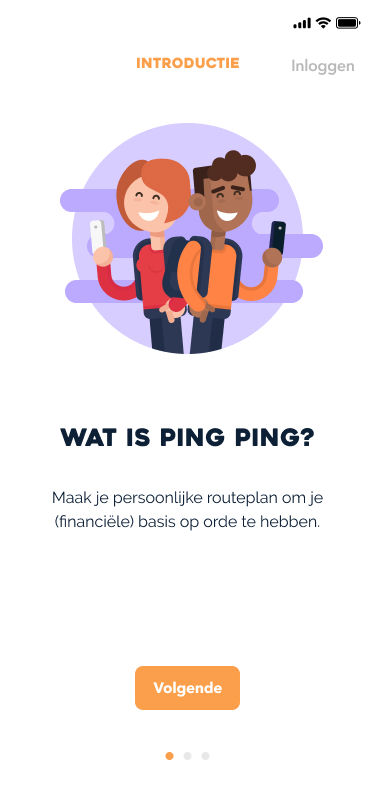 INTRODUCTIE
Inloggen
WAT IS PING PING?
Maak je persoonlijke routeplan om je
(financiële) basis op orde te hebben.
Volgende